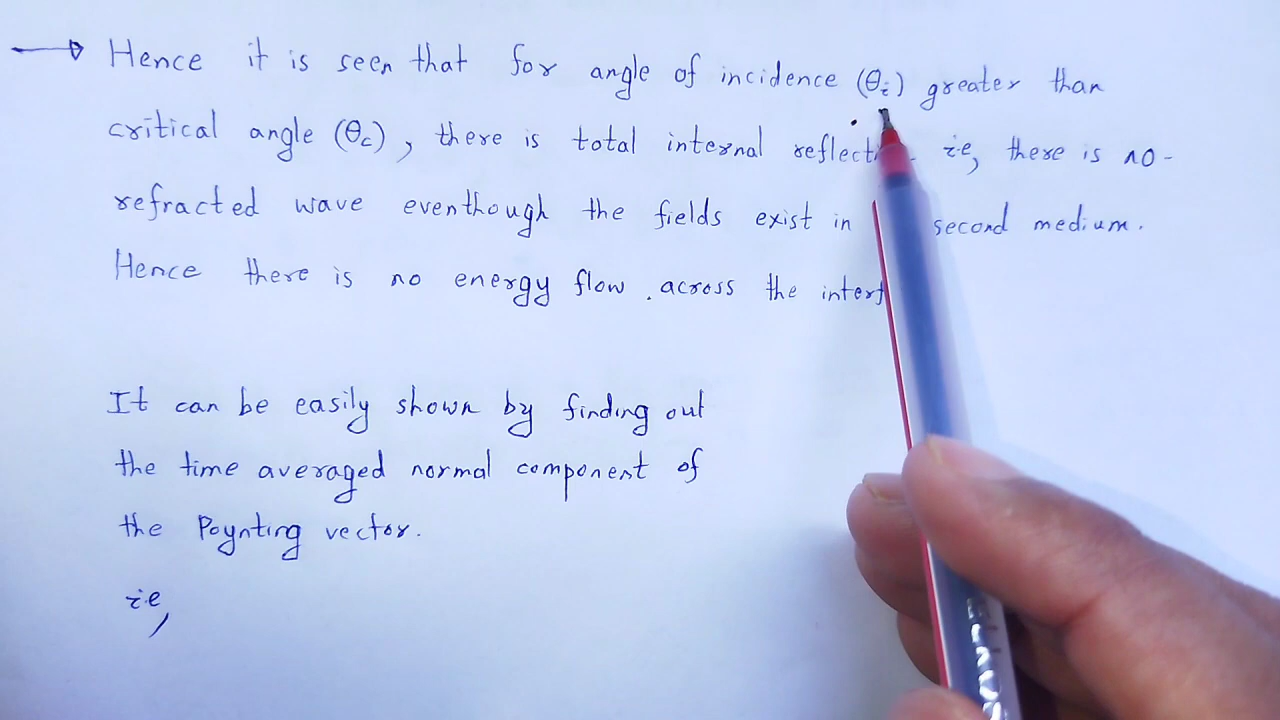 Hence it is seen that for angle of incidence (θi) greater than
critical angle (θc), there is total internal reflect ie, there is no-
refracted wave eventhough the fields exist in second medium.
Hence there is no energy flow across the interf
It can be easily shown by finding out
the time averaged normal component of
the Poynting vector.
ie,